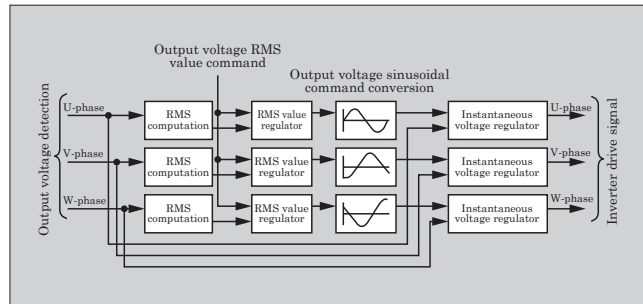 Output voltage RMS
value command
Output voltage sinusoidal
command conversion
Output voltage detection
U-phase
RMS
computation
RMS value
regulator
Instantaneous
voltage regulator
U-phase
V-phase
RMS
computation
RMS value
regulator
Instantaneous
voltage regulator
V-phase
W-phase
RMS
computation
RMS value
regulator
Instantaneous
voltage regulator
W-phase
Inverter drive signal